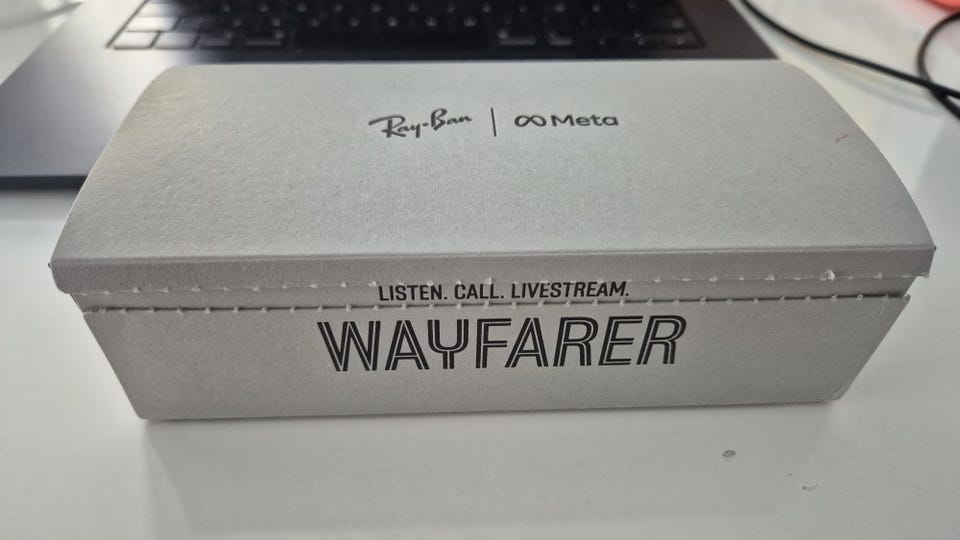 Ray-Ban | ∞ Meta
LISTEN. CALL. LIVESTREAM.
WAYFARER